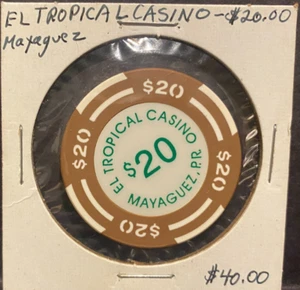 EL TROPICAL CASINO - $20.00
Mayaguez
$20
$20
$20
$20
EL TROPICAL CASINO
$20
MAYAGUEZ, P.R.
$40.00